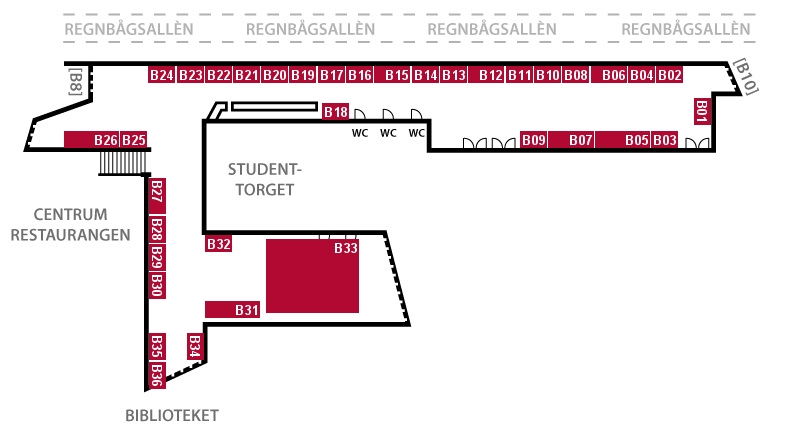 REGNBÅGSALLÈN REGNBÅGSALLÈN REGNBÅGSALLÈN REGNBÅGSALLÈN
[B8]
B24 B23 B22 B21 B20 B19 B17 B16 B15 B14 B13 B12 B11 B10 B08 B06 B04 B02
[B10]
B18
B01
WC WC WC
B26 B25
B09 B07 B05 B03
STUDENT-
TORGET
B27
CENTRUM
RESTAURANGEN
B28
B29
B30
B32
B33
B31
B35
B34
B36
BIBLIOTEKET